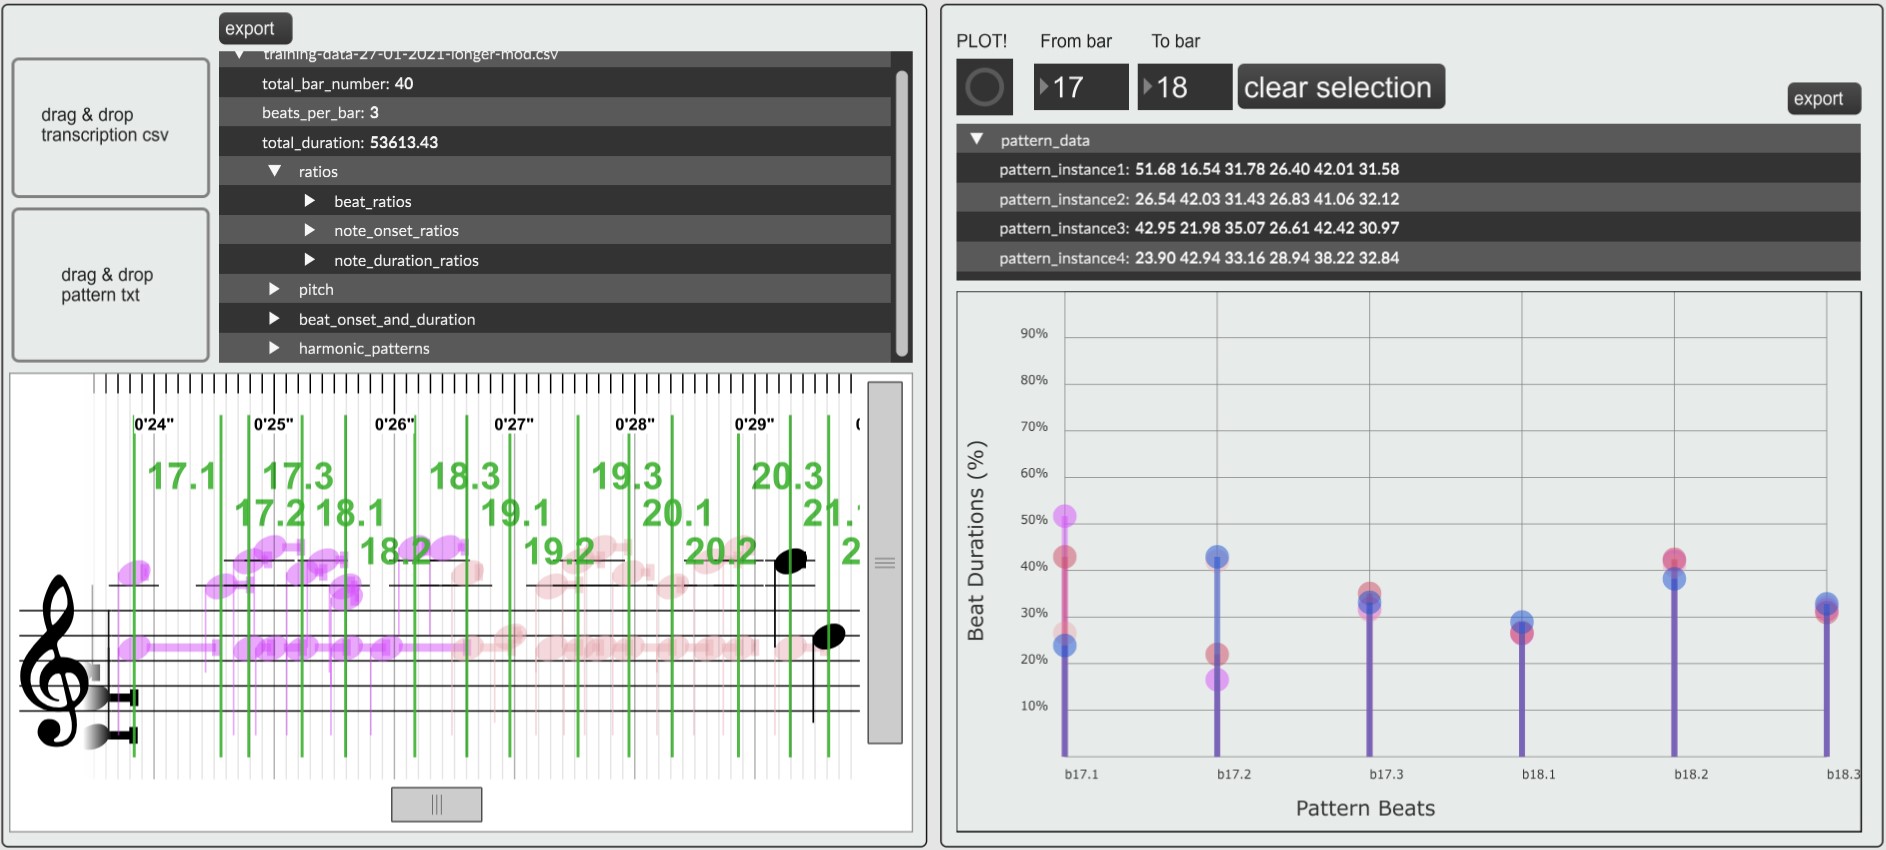 export
drag & drop
transcription csv
drag & drop
pattern txt
training-data-27-01-2021-longer-mod.csv
total_bar_number: 40
beats_per_bar: 3
total_duration: 53613.43
ratios
beat_ratios
note_onset_ratios
note_duration_ratios
pitch
beat_onset_and_duration
harmonic_patterns
0'24" 0'25" 0'26" 0'27" 0'28" 0'29"
17.1 17.3 18.3 19.3 20.3
17.2 18.1 19.1 20.1 21.1
18.2 19.2 20.2 2
PLOT! From bar To bar
17 18 clear selection
export
pattern_data
pattern_instance1: 51.68 16.54 31.78 26.40 42.01 31.58
pattern_instance2: 26.54 42.03 31.43 26.83 41.06 32.12
pattern_instance3: 42.95 21.98 35.07 26.61 42.42 30.97
pattern_instance4: 23.90 42.94 33.16 28.94 38.22 32.84
90%
80%
70%
60%
50%
40%
30%
20%
10%
Beat Durations (%)
b17.1 b17.2 b17.3 b18.1 b18.2 b18.3
Pattern Beats